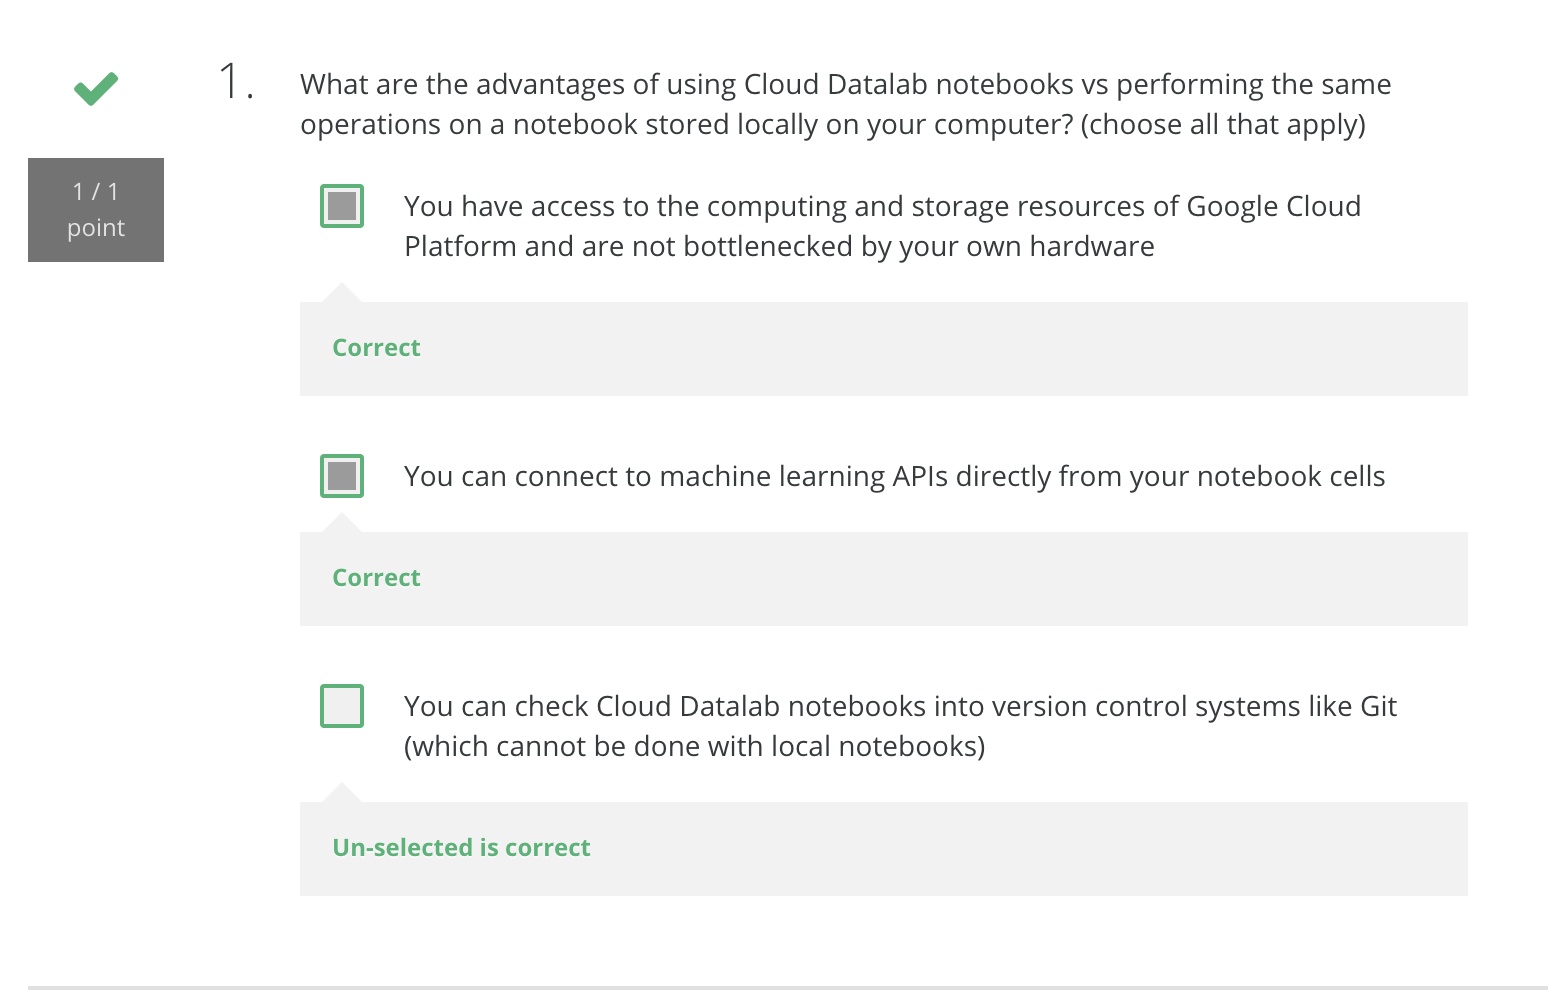 1 / 1
point
1.
What are the advantages of using Cloud Datalab notebooks vs performing the same
operations on a notebook stored locally on your computer? (choose all that apply)
You have access to the computing and storage resources of Google Cloud
Platform and are not bottlenecked by your own hardware
Correct
You can connect to machine learning APIs directly from your notebook cells
Correct
You can check Cloud Datalab notebooks into version control systems like Git
(which cannot be done with local notebooks)
Un-selected is correct